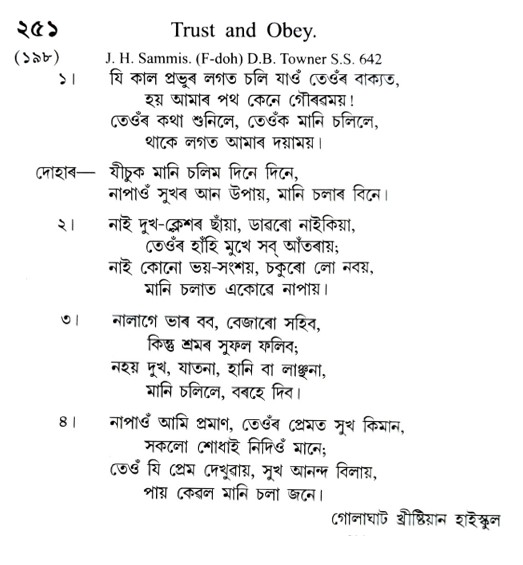 ২৫১ Trust and Obey.
(১৯৮) J. H. Sammis. (F-doh) D.B. Towner S.S. 642
১। যি কাল প্ৰভুৰ লগত চলি যাওঁ তেওঁৰ বাক্যত,
হয় আমাৰ পথ কেনে গৌৰৱময়!
তেওঁৰ কথা শুনিলে, তেওঁক মানি চলিলে,
থাকে লগত আমাৰ দয়াময়।
দোহাৰ— যীচুক মানি চলিম দিনে দিনে,
নাপাওঁ সুখৰ আন উপায়, মানি চলাৰ বিনে।
২। নাই দুখ-ক্লেশৰ ছাঁয়া, ডাৱৰো নাইকিয়া,
তেওঁৰ হাঁহি মুখে সব্ আঁতৰায়;
নাই কোনো ভয়-সংশয়, চকুৰো লো নবয়,
মানি চলাত একোৱে নাপায়।
৩। নালাগে ভাৰ বব, বেজাৰো সহিব,
কিন্তু শ্ৰমৰ সুফল ফলিব;
নহয় দুখ, যাতনা, হানি বা লাঞ্ছনা,
মানি চলিলে, বৰহে দিব।
৪। নাপাওঁ আমি প্ৰমাণ, তেওঁৰ প্ৰেমত সুখ কিমান,
সকলো শোধাই নিদিওঁ মানে;
তেওঁ যি প্ৰেম দেখুৱায়, সুখ আনন্দ বিলায়,
পায় কেৱল মানি চলা জনে।
গোলাঘাট খ্ৰীষ্টিয়ান হাইস্কুল